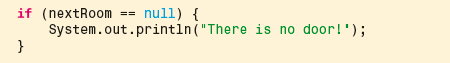 if (nextRoom == null) {
    System.out.println("There is no door!");
}